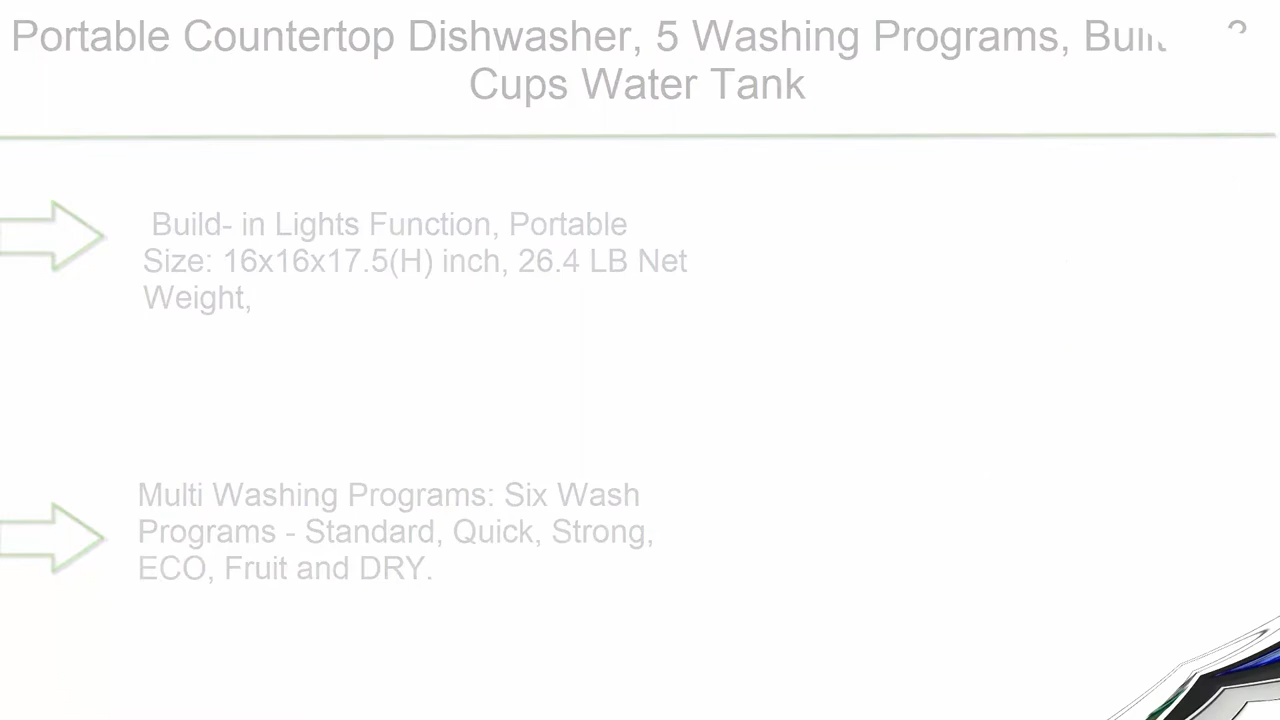 Portable Countertop Dishwasher, 5 Washing Programs,
Cups Water Tank
Build- in Lights Function, Portable
Size: 16x16x17.5(H) inch, 26.4 LB Net
Weight,
Multi Washing Programs: Six Wash
Programs - Standard, Quick, Strong,
ECO, Fruit and DRY.